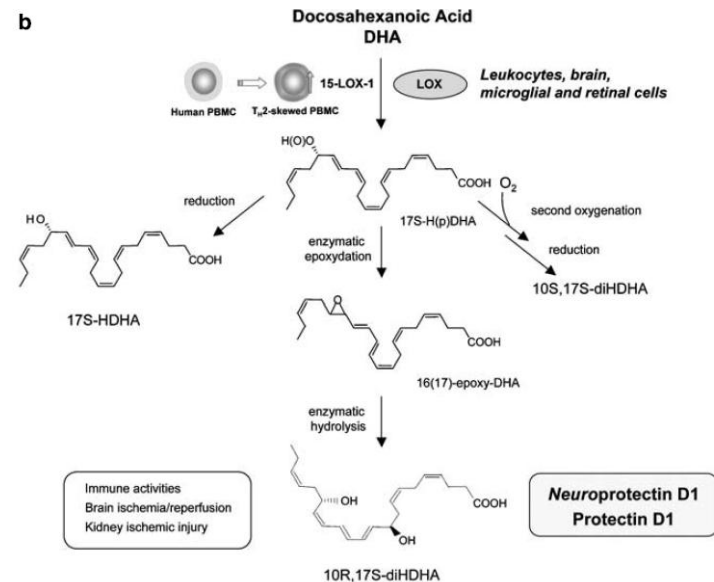 b
Docosahexanoic Acid
DHA
15-LOX-1
LOX
Leukocytes, brain,
microglial and retinal cells
Human PBMC
TH2-skewed PBMC
H(O)O
COOH
O2
17S-H(p)DHA
reduction
second oxygenation
HO
enzymatic
epoxydation
reduction
COOH
10S,17S-diHDHA
17S-HDHA
O
COOH
16(17)-epoxy-DHA
enzymatic
hydrolysis
Immune activities
Brain ischemia/reperfusion
Kidney ischemic injury
OH
COOH
OH
Neuroprotectin D1
Protectin D1
10R,17S-diHDHA